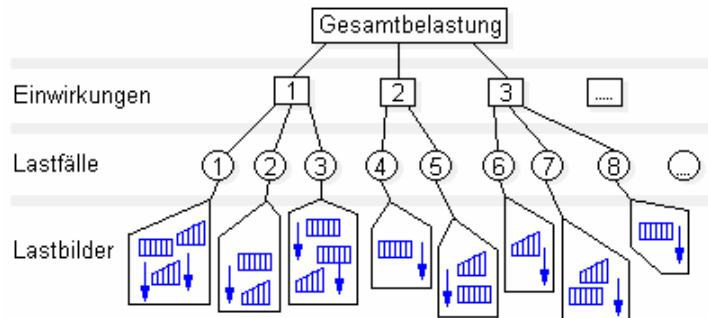 Gesamtbelastung
Einwirkungen 1 2 3 .....
Lastfälle 1 2 3 4 5 6 7 8 ....
Lastbilder